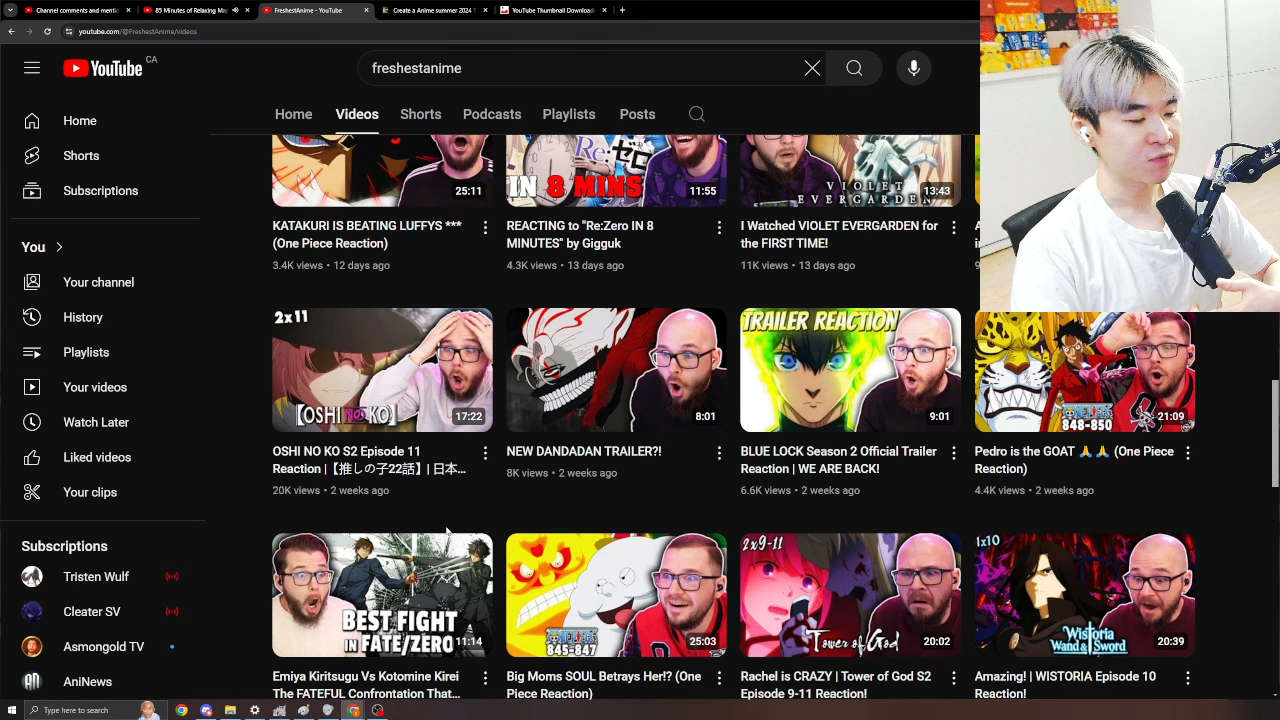 Channel comments and mentic
85 Minutes of Relaxing Ma
FreshestAnime - YouTube
Create a Anime summer 2024 T
YouTube Thumbnail Download
youtube.com/@FreshestAnime/videos
YouTube
CA
freshestanime
Home
Videos
Shorts
Podcasts
Playlists
Posts
Home
Shorts
Subscriptions
You
Your channel
History
Playlists
Your videos
Watch Later
Liked videos
Your clips
Subscriptions
Tristen Wulf
Cleater SV
Asmongold TV
AniNews
25:11
Re:ゼロ
IN 8 MINS
11:55
VIOLET
EVERGARDEN
13:43
KATAKURI IS BEATING LUFFYS ***
(One Piece Reaction)
3.4K views • 12 days ago
REACTING to "Re:Zero IN 8
MINUTES" by Gigguk
4.3K views • 13 days ago
I Watched VIOLET EVERGARDEN for
the FIRST TIME!
11K views • 13 days ago
2x11
【OSHI NO KO】
17:22
8:01
TRAILER REACTION
9:01
ONE PIECE
848-850
21:09
OSHI NO KO S2 Episode 11
Reaction |【推しの子22話】| 日本...
20K views • 2 weeks ago
NEW DANDADAN TRAILER?!
8K views • 2 weeks ago
BLUE LOCK Season 2 Official Trailer
Reaction | WE ARE BACK!
6.6K views • 2 weeks ago
Pedro is the GOAT 🙏 🙏 (One Piece
Reaction)
4.4K views • 2 weeks ago
BEST FIGHT
IN FATE/ZERO
11:14
ONE PIECE
845-847
25:03
2x9-11
Tower of God
20:02
1x10
Wistoria
Wand & Sword
20:39
Emiya Kiritsugu Vs Kotomine Kirei
The FATEFUL Confrontation That...
Big Moms SOUL Betrays Her!? (One
Piece Reaction)
Rachel is CRAZY | Tower of God S2
Episode 9-11 Reaction!
Amazing! | WISTORIA Episode 10
Reaction!
Type here to search